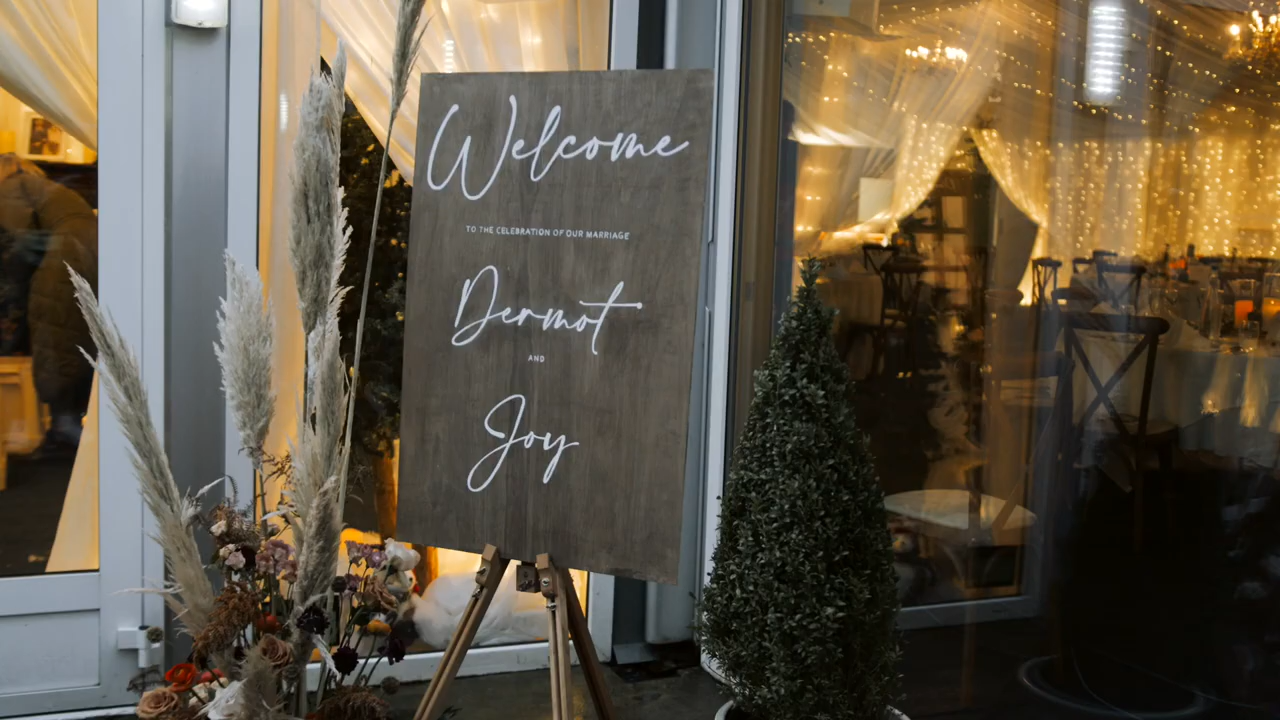 Welcome
TO THE CELEBRATION OF OUR MARRIAGE
Dermot
AND
Joy